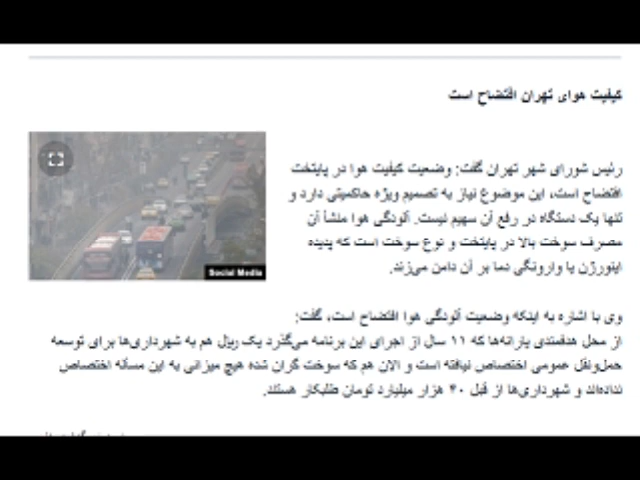 کیفیت هوای تهران افتضاح است
رئیس شورای شهر تهران گفت: وضعیت کیفیت هوا در پایتخت
افتضاح است، این موضوع نیاز به تصمیم ویژه حاکمیتی دارد و
تنها یک دستگاه در رفع آن سهیم نیست. آلودگی هوا منشأ آن
مصرف سوخت بالا در پایتخت و نوع سوخت است که پدیده
اینورژن یا وارونگی دما بر آن دامن می‌زند.
Social Media
وی با اشاره به اینکه وضعیت آلودگی هوا افتضاح است، گفت:
از محل هدفمندی یارانه‌ها که ۱۱ سال از اجرای این برنامه می‌گذرد یک ریال هم به شهرداری‌ها برای توسعه
حمل‌ونقل عمومی اختصاص نیافته است و الان هم که سوخت گران شده هیچ میزانی به این مسأله اختصاص
نداده‌اند و شهرداری‌ها از قبل ۴۰ هزار میلیارد تومان طلبکار هستند.